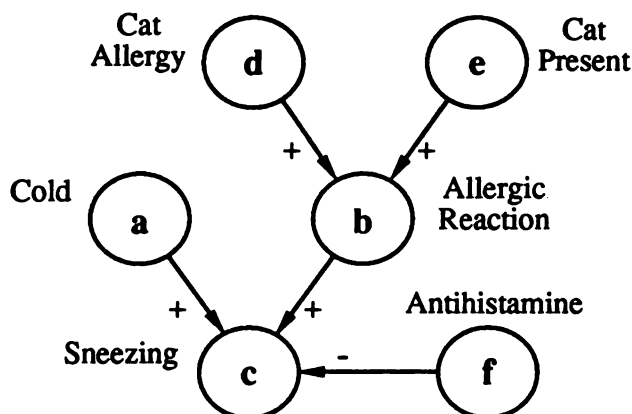 Cat
Allergy
d
e
Cat
Present
+
+
Cold
a
b
Allergic
Reaction
+
+
Antihistamine
Sneezing
c
-
f